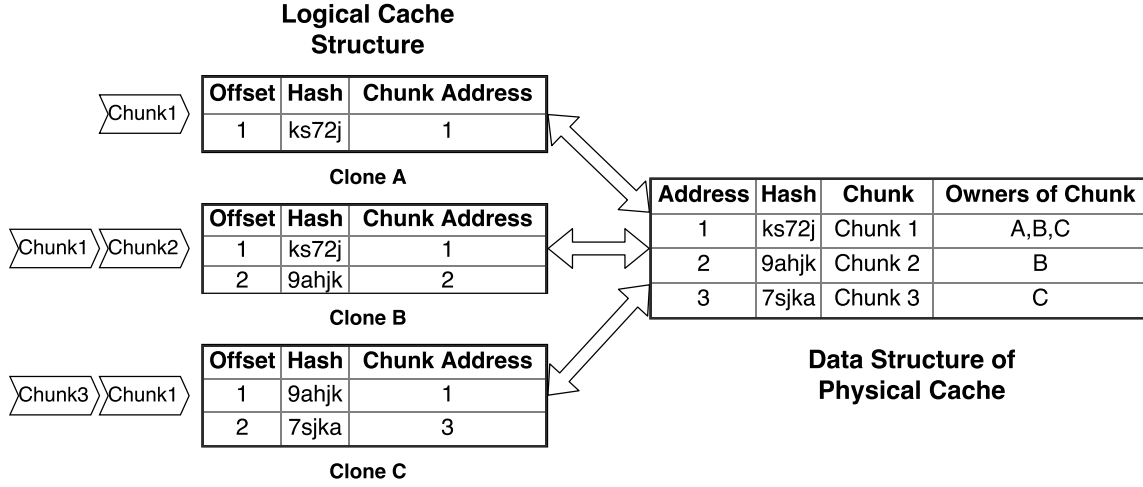 Logical Cache
Structure
Chunk1
Offset Hash Chunk Address
1 ks72j 1
Clone A
Chunk1 Chunk2
Offset Hash Chunk Address
1 ks72j 1
2 9ahjk 2
Clone B
Chunk3 Chunk1
Offset Hash Chunk Address
1 9ahjk 1
2 7sjka 3
Clone C
Address Hash Chunk Owners of Chunk
1 ks72j Chunk 1 A,B,C
2 9ahjk Chunk 2 B
3 7sjka Chunk 3 C
Data Structure of
Physical Cache